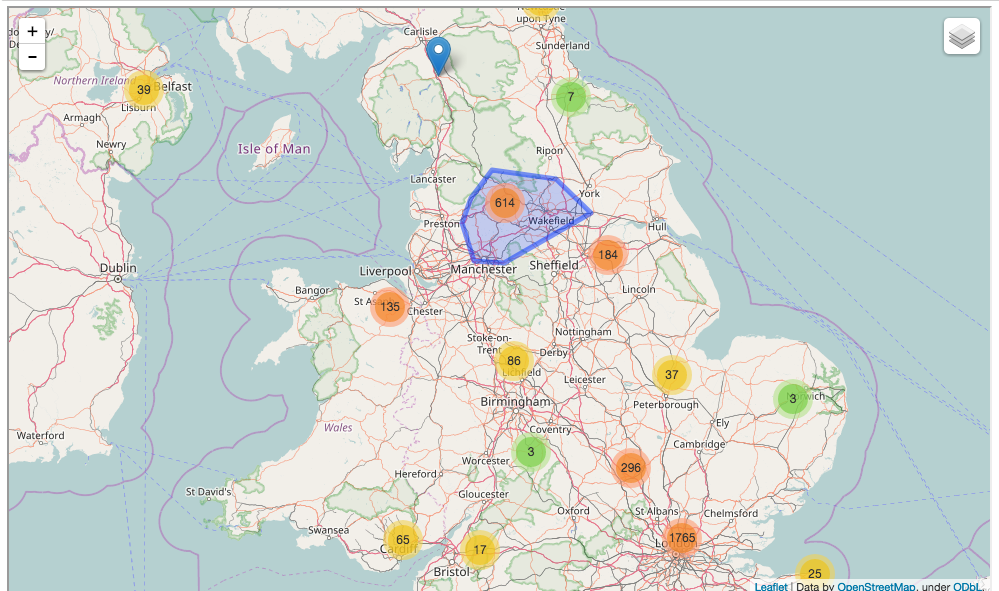 upon Tyne
Carlisle
+
Sunderland
-
Northern
Belfast
39
7
Lisburn
Armagh
Newry
Isle of Man
Ripon
Lancaster
York
614
Preston
Wakefield
Hull
184
Dublin
Liverpool
Manchester
Sheffield
Bangor
Lincoln
135
Chester
Stoke-on-
Trent
Nottingham
86
Derby
Lichfield
Leicester
37
3
Peterborough
Birmingham
Ely
Wales
Waterford
Coventry
Cambridge
3
Worcester
296
Hereford
St David's
Gloucester
Oxford
St Albans
Chelmsford
Swansea
65
Cardiff
17
1765
Bristol
25
Leaflet | Data by OpenStreetMap, under ODbL.